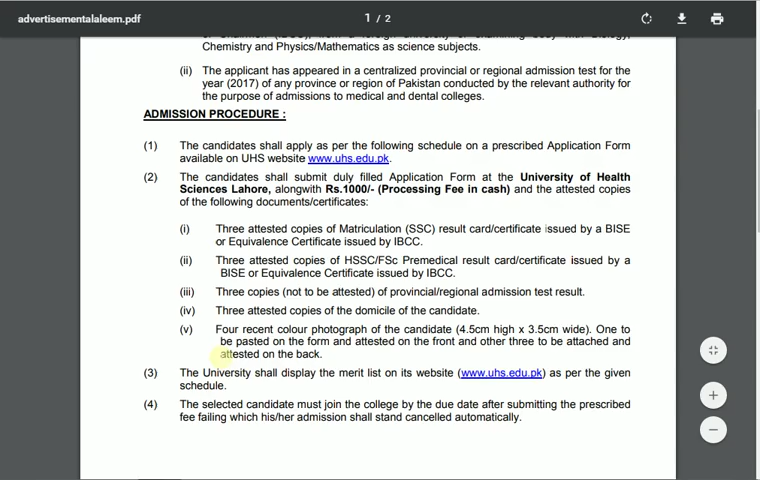 advertisementalaleem.pdf
1 / 2
or Chairman (IBCC), from a foreign university or examining body with Biology,
Chemistry and Physics/Mathematics as science subjects.
(ii) The applicant has appeared in a centralized provincial or regional admission test for the
year (2017) of any province or region of Pakistan conducted by the relevant authority for
the purpose of admissions to medical and dental colleges.
ADMISSION PROCEDURE :
(1) The candidates shall apply as per the following schedule on a prescribed Application Form
available on UHS website www.uhs.edu.pk.
(2) The candidates shall submit duly filled Application Form at the University of Health
Sciences Lahore, alongwith Rs.1000/- (Processing Fee in cash) and the attested copies
of the following documents/certificates:
(i) Three attested copies of Matriculation (SSC) result card/certificate issued by a BISE
or Equivalence Certificate issued by IBCC.
(ii) Three attested copies of HSSC/FSc Premedical result card/certificate issued by a
BISE or Equivalence Certificate issued by IBCC.
(iii) Three copies (not to be attested) of provincial/regional admission test result.
(iv) Three attested copies of the domicile of the candidate.
(v) Four recent colour photograph of the candidate (4.5cm high x 3.5cm wide). One to
be pasted on the form and attested on the front and other three to be attached and
attested on the back.
(3) The University shall display the merit list on its website (www.uhs.edu.pk) as per the given
schedule.
(4) The selected candidate must join the college by the due date after submitting the prescribed
fee failing which his/her admission shall stand cancelled automatically.